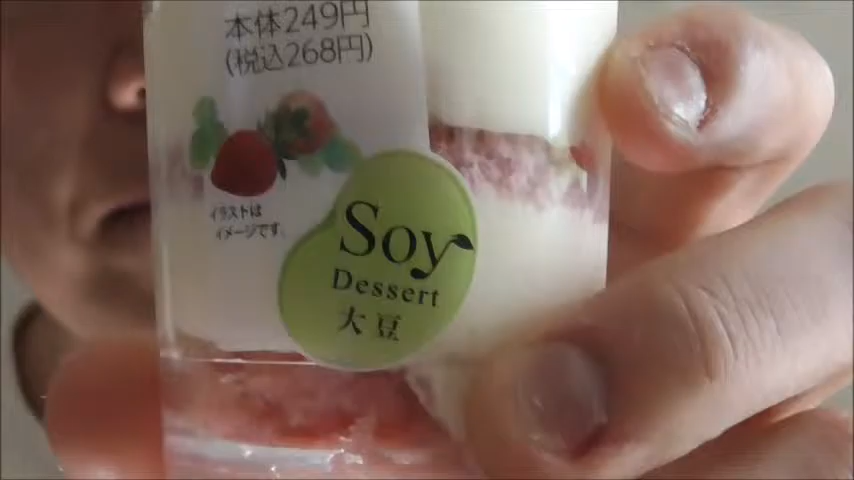 本体249円
(税込268円)
イラストは
イメージです。
Soy
Dessert
大豆